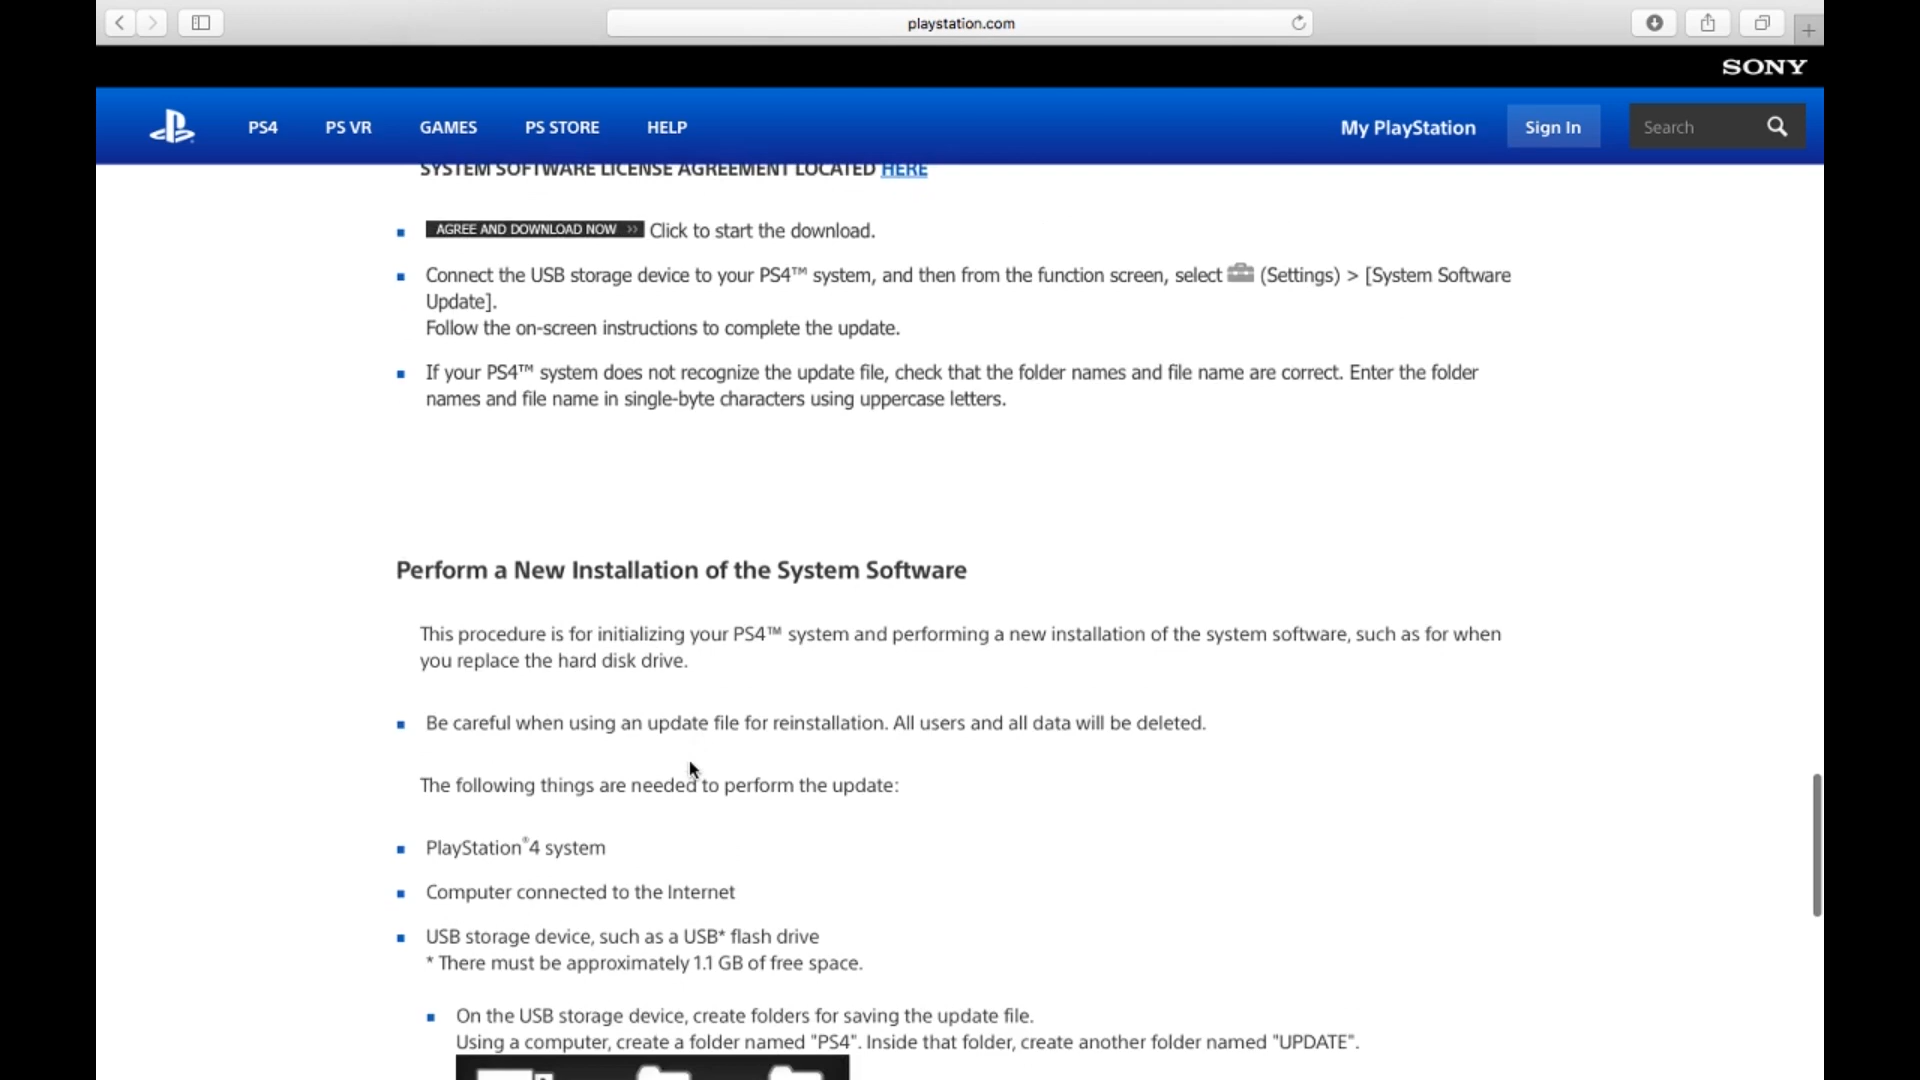 playstation.com
SONY
PS4 PS VR GAMES PS STORE HELP My PlayStation Sign In Search
SYSTEM SOFTWARE LICENSE AGREEMENT LOCATED HERE
AGREE AND DOWNLOAD NOW >> Click to start the download.
Connect the USB storage device to your PS4™ system, and then from the function screen, select (Settings) > [System Software
Update].
Follow the on-screen instructions to complete the update.
If your PS4™ system does not recognize the update file, check that the folder names and file name are correct. Enter the folder
names and file name in single-byte characters using uppercase letters.
Perform a New Installation of the System Software
This procedure is for initializing your PS4™ system and performing a new installation of the system software, such as for when
you replace the hard disk drive.
Be careful when using an update file for reinstallation. All users and all data will be deleted.
The following things are needed to perform the update:
PlayStation®4 system
Computer connected to the Internet
USB storage device, such as a USB* flash drive
* There must be approximately 1.1 GB of free space.
On the USB storage device, create folders for saving the update file.
Using a computer, create a folder named "PS4". Inside that folder, create another folder named "UPDATE".